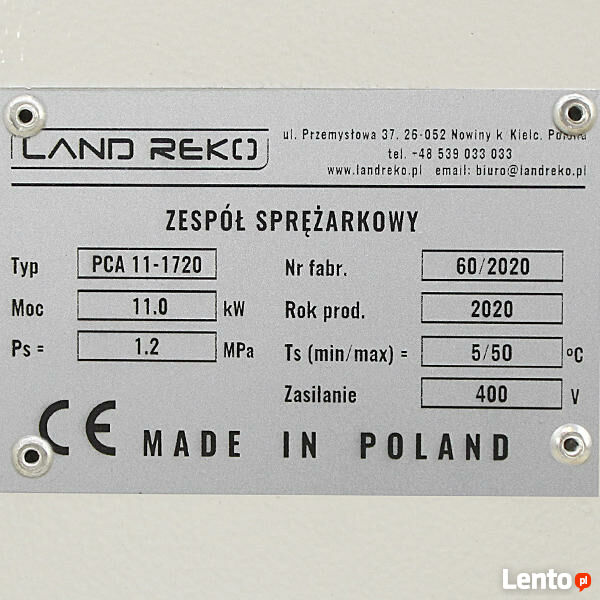 LAND REKO
ul. Przemysłowa 37, 26-052 Nowiny k Kielc, Polska
tel. +48 539 033 033
www.landreko.pl email: biuro@landreko.pl
ZESPÓŁ SPRĘŻARKOWY
Typ PCA 11-1720 Nr fabr. 60/2020
Moc 11.0 kW Rok prod. 2020
Ps = 1.2 MPa Ts (min/max) = 5/50 °C
Zasilanie 400 V
CE MADE IN POLAND
Lento.pl